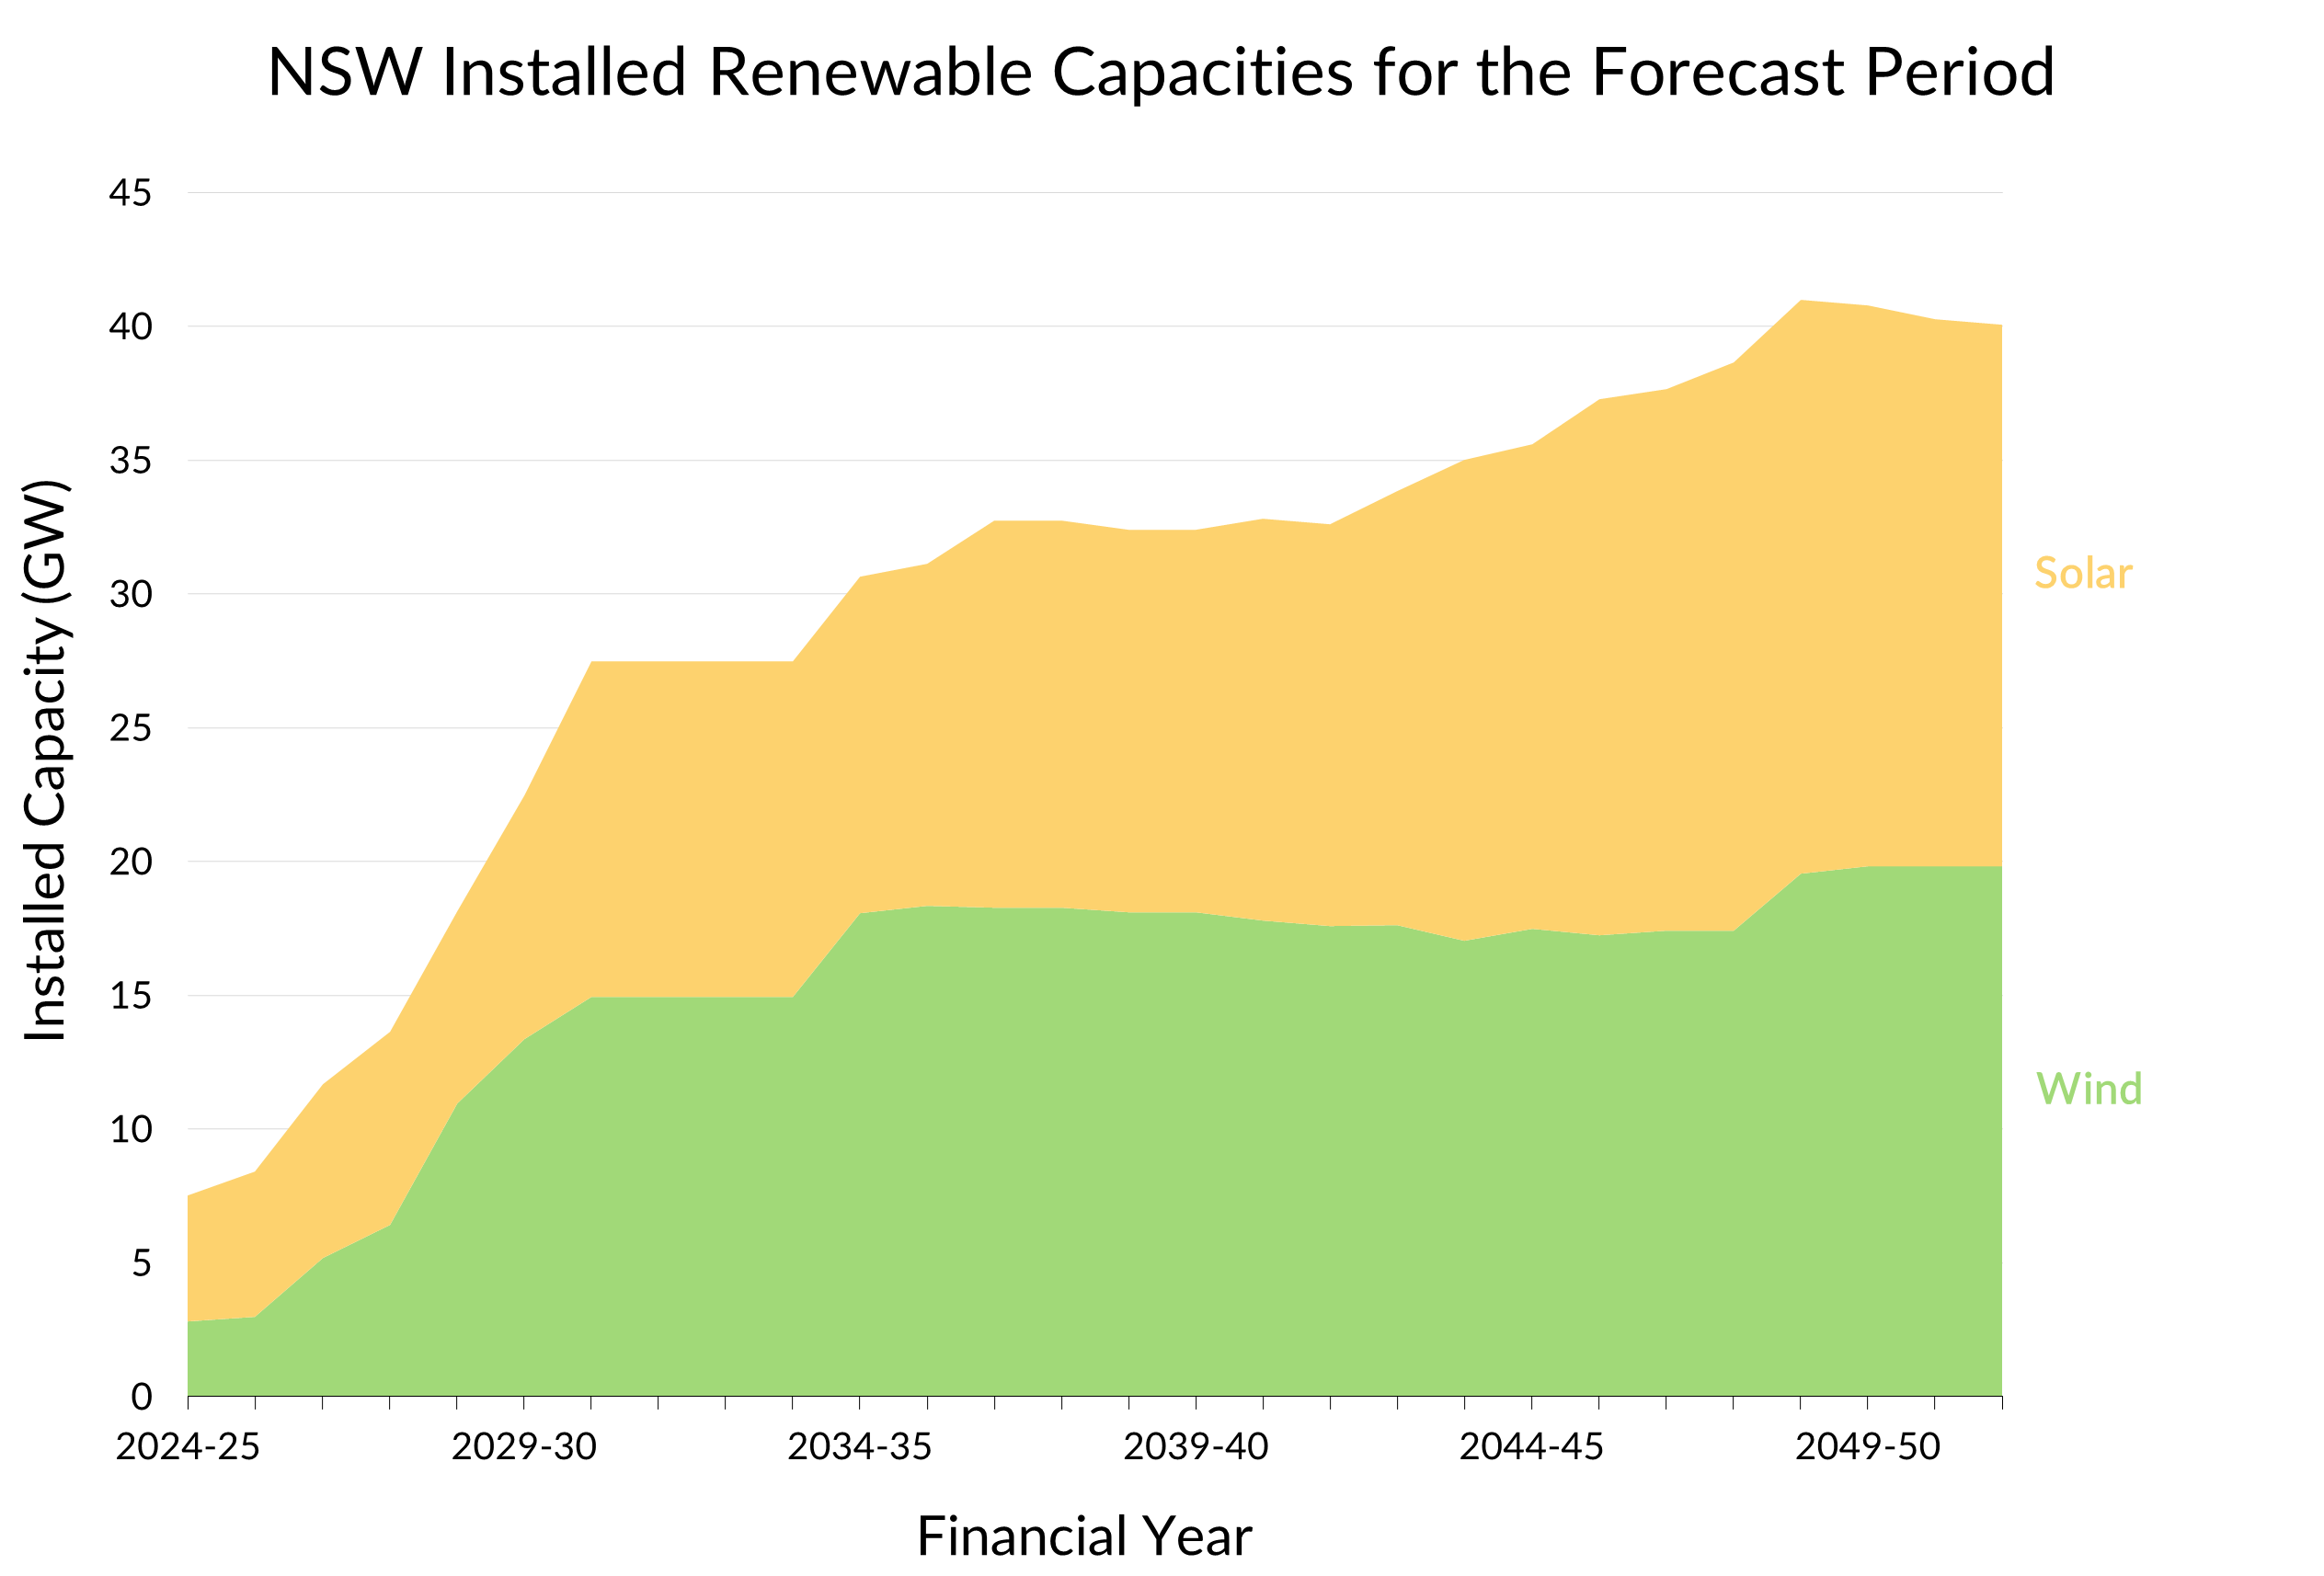 NSW Installed Renewable Capacities for the Forecast Period
45
40
35
30
25
20
15
10
5
0
Installed Capacity (GW)
Solar
Wind
2024-25 2029-30 2034-35 2039-40 2044-45 2049-50
Financial Year